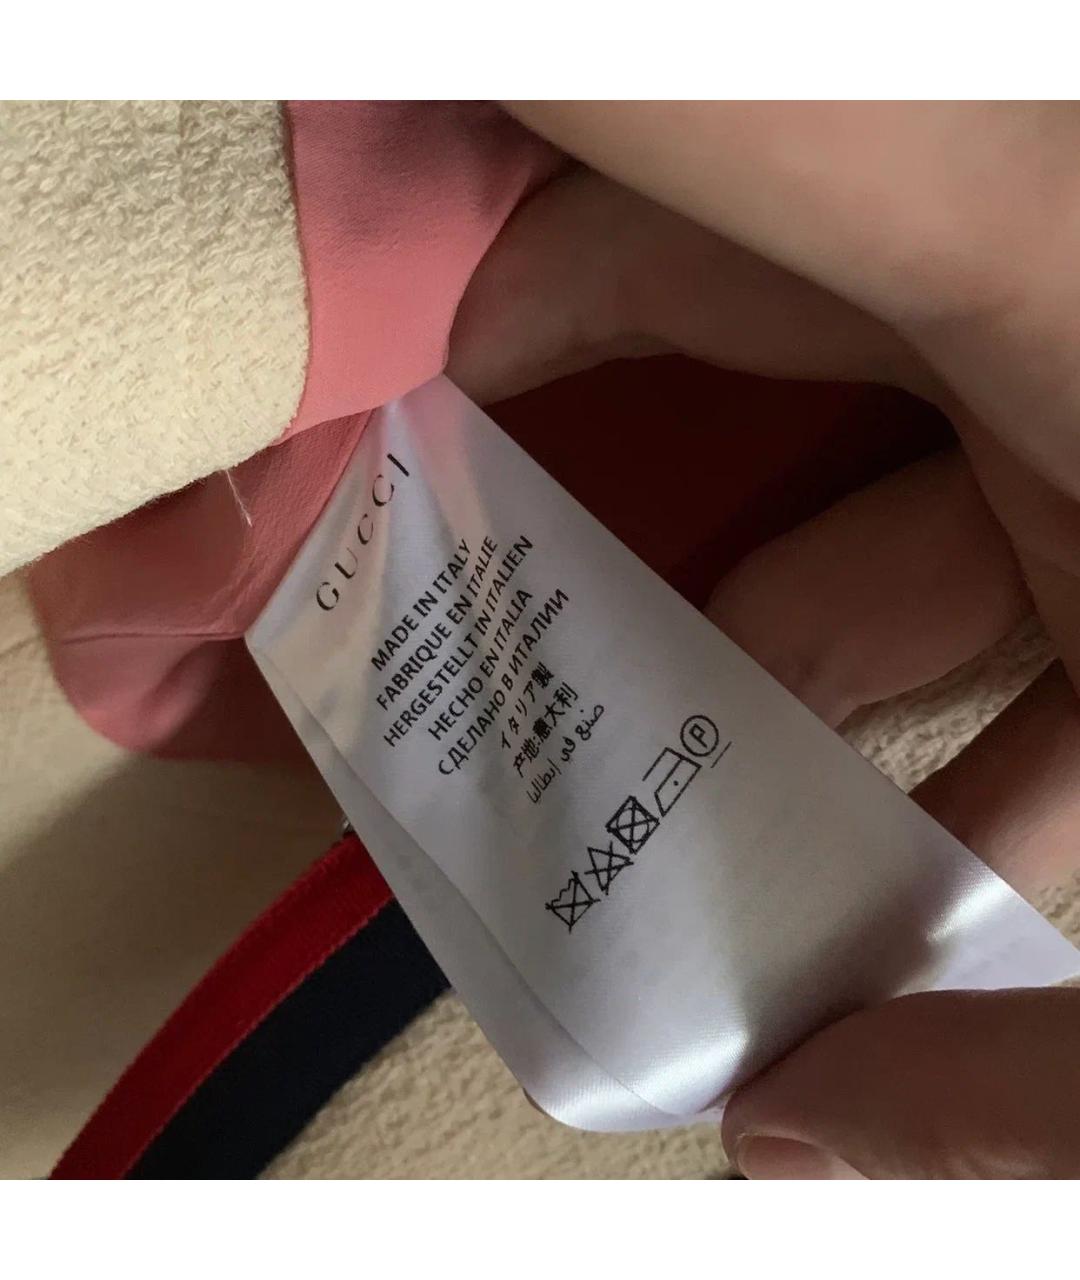 GUCCI
MADE IN ITALY
FABRIQUE EN ITALIE
HERGESTELLT IN ITALIEN
HECHO EN ITALIA
СДЕЛАНО В ИТАЛИИ
イタリア製
产地:意大利
صنع في إيطاليا
P